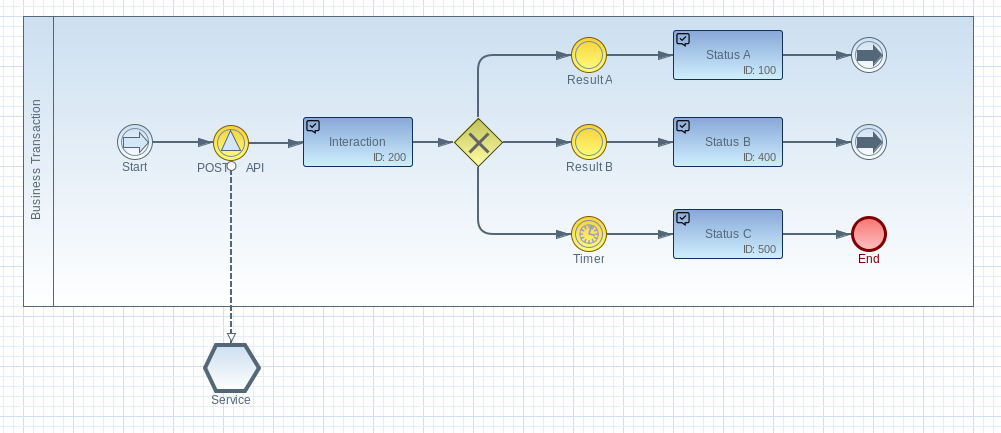 Business Transaction
Start
POST API
Interaction
ID: 200
Result A
Status A
ID: 100
Result B
Status B
ID: 400
Timer
Status C
ID: 500
End
Service